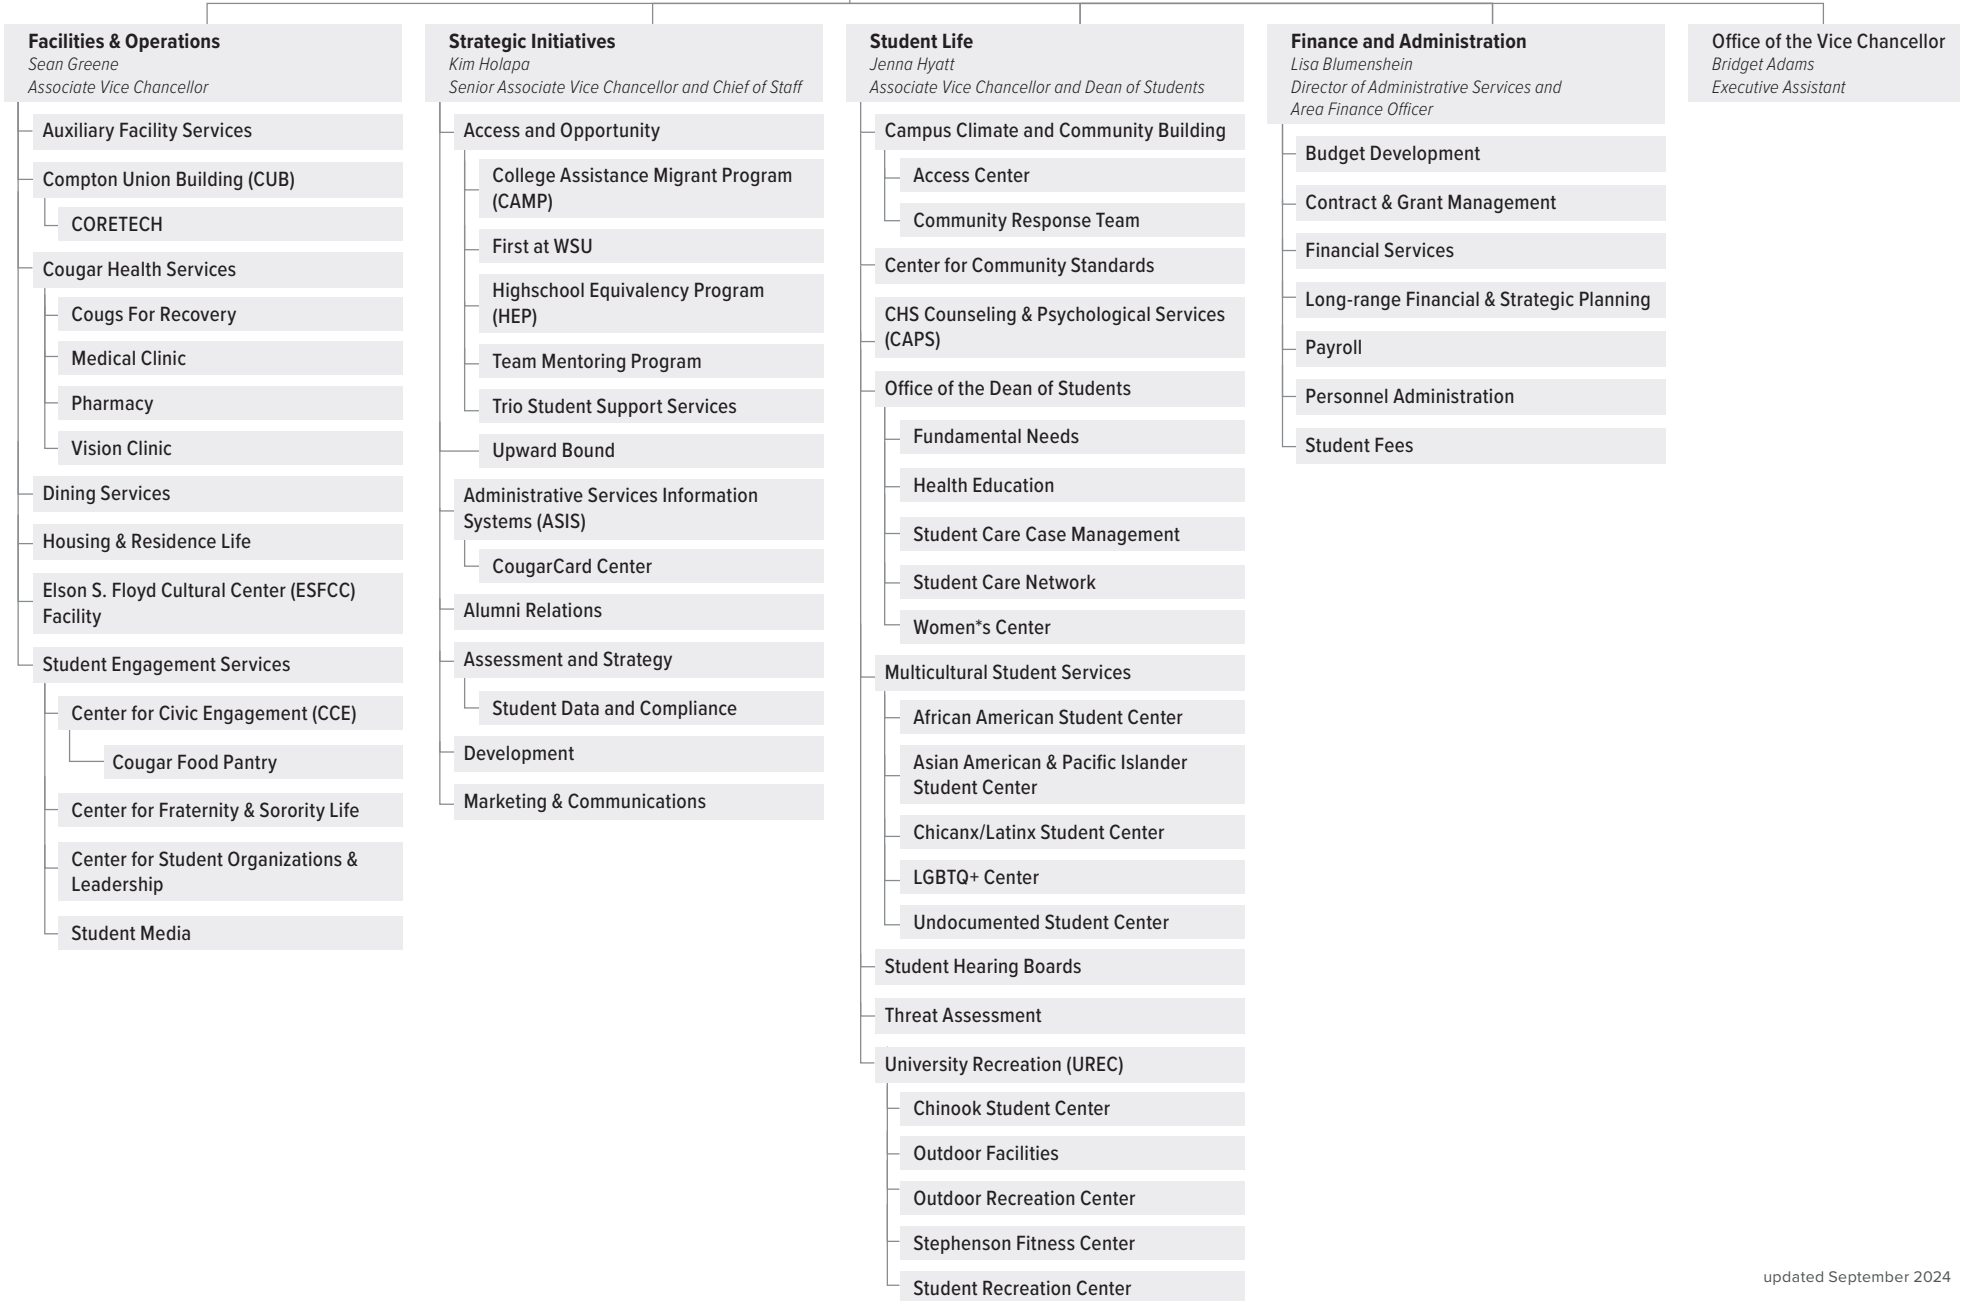 Facilities & Operations
Sean Greene
Associate Vice Chancellor
Auxiliary Facility Services
Compton Union Building (CUB)
CORETECH
Cougar Health Services
Cougs For Recovery
Medical Clinic
Pharmacy
Vision Clinic
Dining Services
Housing & Residence Life
Elson S. Floyd Cultural Center (ESFCC)
Facility
Student Engagement Services
Center for Civic Engagement (CCE)
Cougar Food Pantry
Center for Fraternity & Sorority Life
Center for Student Organizations &
Leadership
Student Media
Strategic Initiatives
Kim Holapa
Senior Associate Vice Chancellor and Chief of Staff
Access and Opportunity
College Assistance Migrant Program
(CAMP)
First at WSU
Highschool Equivalency Program
(HEP)
Team Mentoring Program
Trio Student Support Services
Upward Bound
Administrative Services Information
Systems (ASIS)
CougarCard Center
Alumni Relations
Assessment and Strategy
Student Data and Compliance
Development
Marketing & Communications
Student Life
Jenna Hyatt
Associate Vice Chancellor and Dean of Students
Campus Climate and Community Building
Access Center
Community Response Team
Center for Community Standards
CHS Counseling & Psychological Services
(CAPS)
Office of the Dean of Students
Fundamental Needs
Health Education
Student Care Case Management
Student Care Network
Women*s Center
Multicultural Student Services
African American Student Center
Asian American & Pacific Islander
Student Center
Chicanx/Latinx Student Center
LGBTQ+ Center
Undocumented Student Center
Student Hearing Boards
Threat Assessment
University Recreation (UREC)
Chinook Student Center
Outdoor Facilities
Outdoor Recreation Center
Stephenson Fitness Center
Student Recreation Center
Finance and Administration
Lisa Blumenshein
Director of Administrative Services and
Area Finance Officer
Budget Development
Contract & Grant Management
Financial Services
Long-range Financial & Strategic Planning
Payroll
Personnel Administration
Student Fees
Office of the Vice Chancellor
Bridget Adams
Executive Assistant
updated September 2024